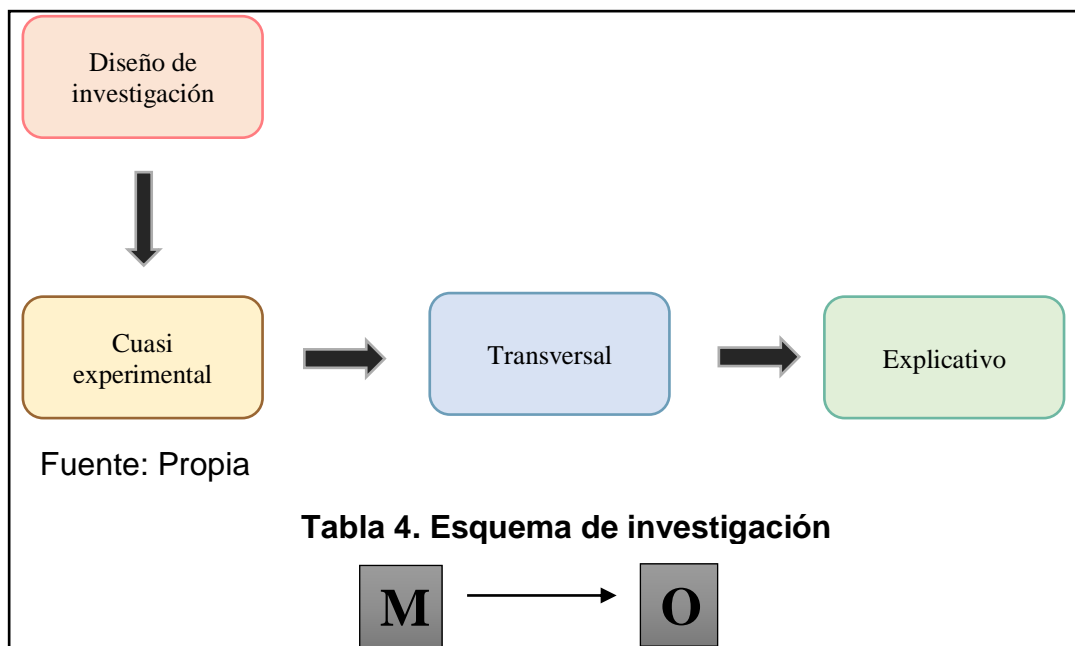 Diseño de
investigación
Cuasi
experimental
Transversal
Explicativo
Fuente: Propia
Tabla 4. Esquema de investigación
M O